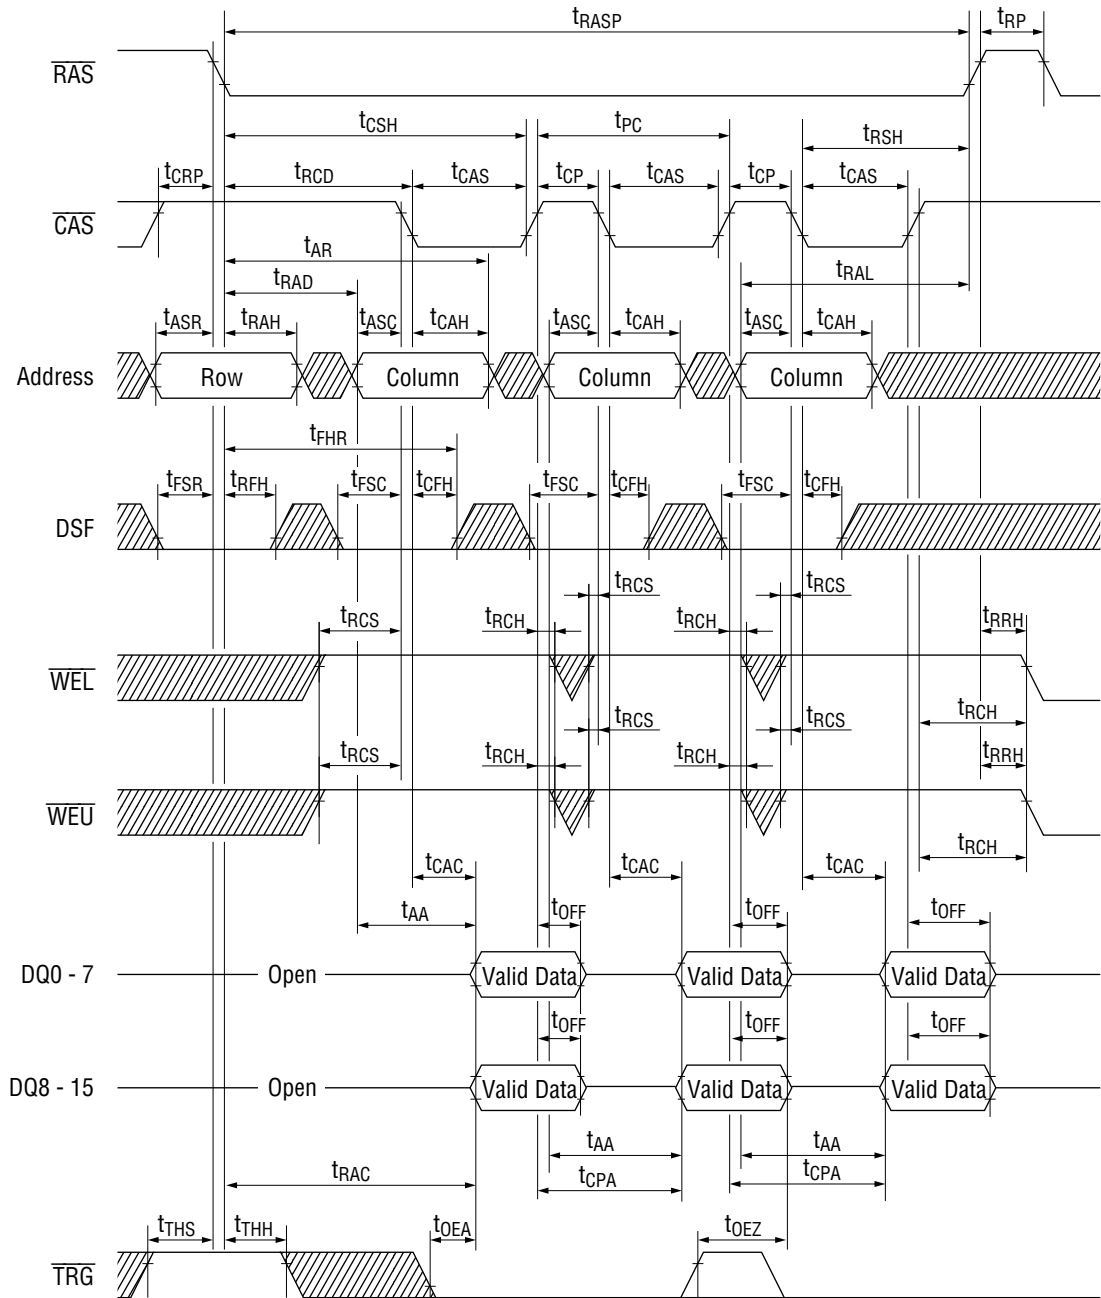 tRASP tRP
RAS
tCSH tPC tRSH
tCRP tRCD tCAS tCP tCAS tCP tCAS
CAS
tAR
tRAD tRAL
tASR tRAH tASC tCAH tASC tCAH tASC tCAH
Address Row Column Column Column
tFHR
tFSR tRFH tFSC tCFH tFSC tCFH tFSC tCFH
DSF
tRCS tRCS
tRCS tRCH tRCH tRRH
WEL
tRCS tRCS tRCH
tRCS tRCH tRCH tRRH
WEU
tRCH
tCAC tCAC tCAC
tAA tOFF tOFF tOFF
DQ0 - 7 Open Valid Data Valid Data Valid Data
tOFF tOFF tOFF
DQ8 - 15 Open Valid Data Valid Data Valid Data
tAA tAA
tRAC tCPA tCPA
tTHS tTHH tOEA tOEZ
TRG